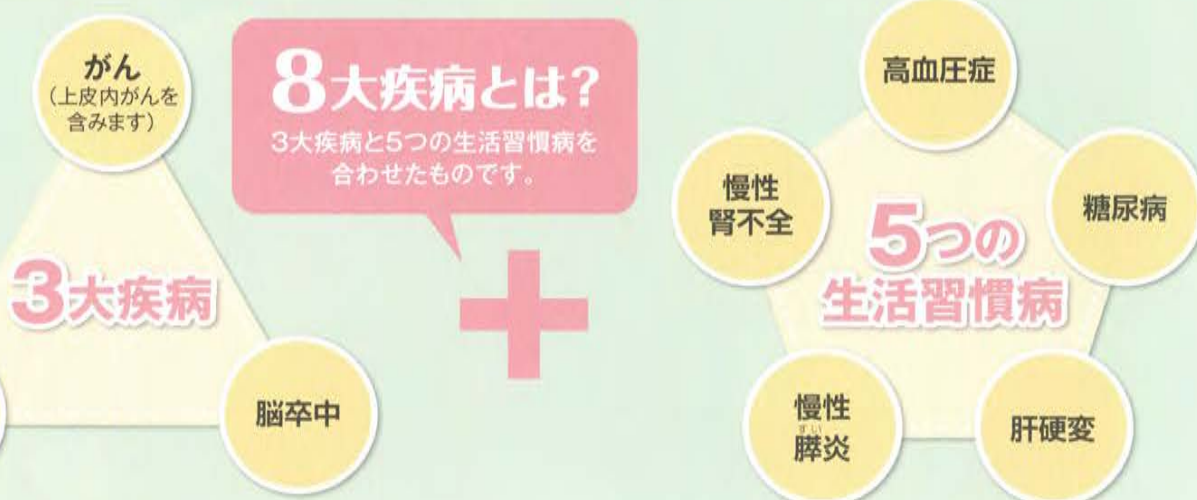 がん
(上皮内がんを
含みます)
3大疾病
脳卒中
8大疾病とは?
3大疾病と5つの生活習慣病を
合わせたものです。
+
高血圧症
慢性
腎不全
糖尿病
5つの
生活習慣病
慢性
すい
膵炎
肝硬変